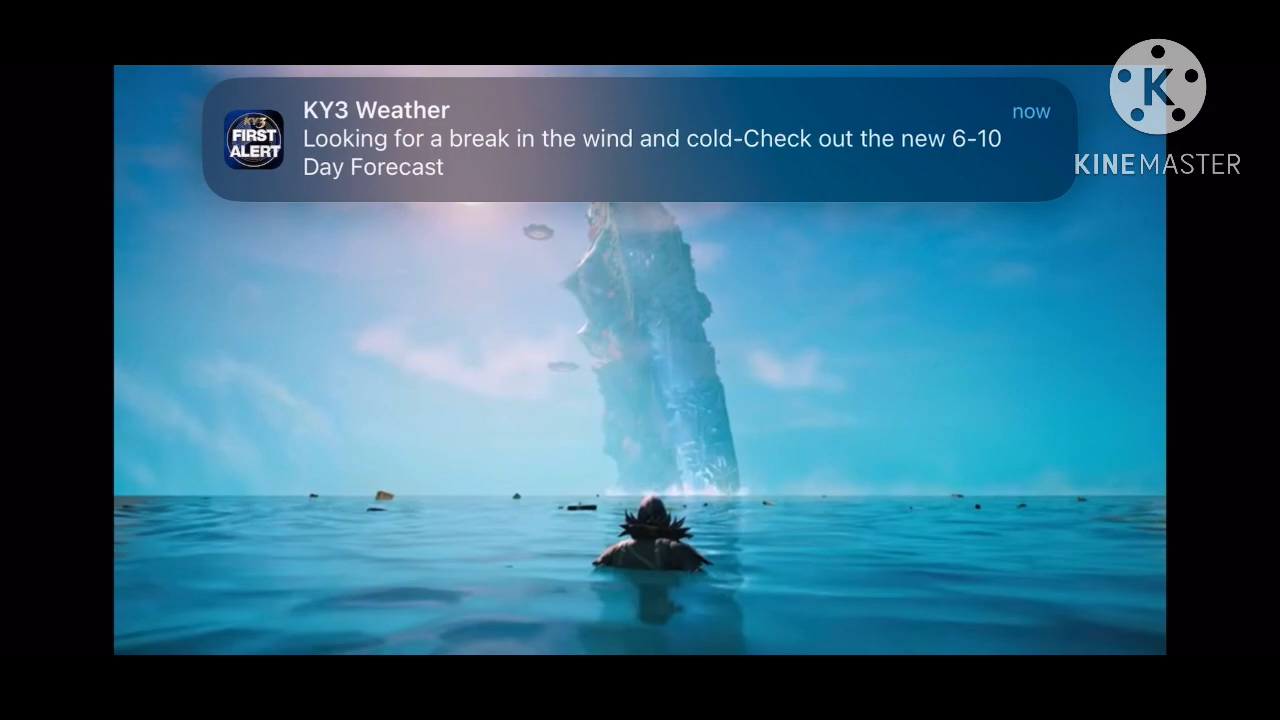 KY3 Weather
now
Looking for a break in the wind and cold-Check out the new 6-10
Day Forecast
KY3
FIRST
ALERT
K
KINEMASTER